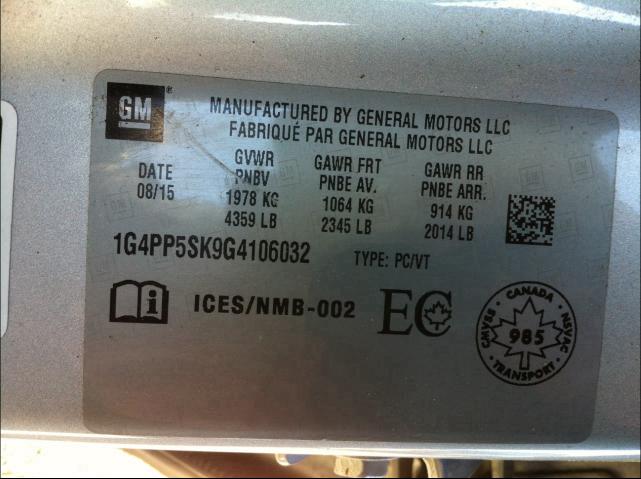 GM®
MANUFACTURED BY GENERAL MOTORS LLC
FABRIQUÉ PAR GENERAL MOTORS LLC
DATE GVWR GAWR FRT GAWR RR
08/15 PNBV PNBE AV. PNBE ARR.
1978 KG 1064 KG 914 KG
4359 LB 2345 LB 2014 LB
1G4PP5SK9G4106032 TYPE: PC/VT
i ICES/NMB-002 EC
CANADA
CMVSS 985 NSVAC
TRANSPORT